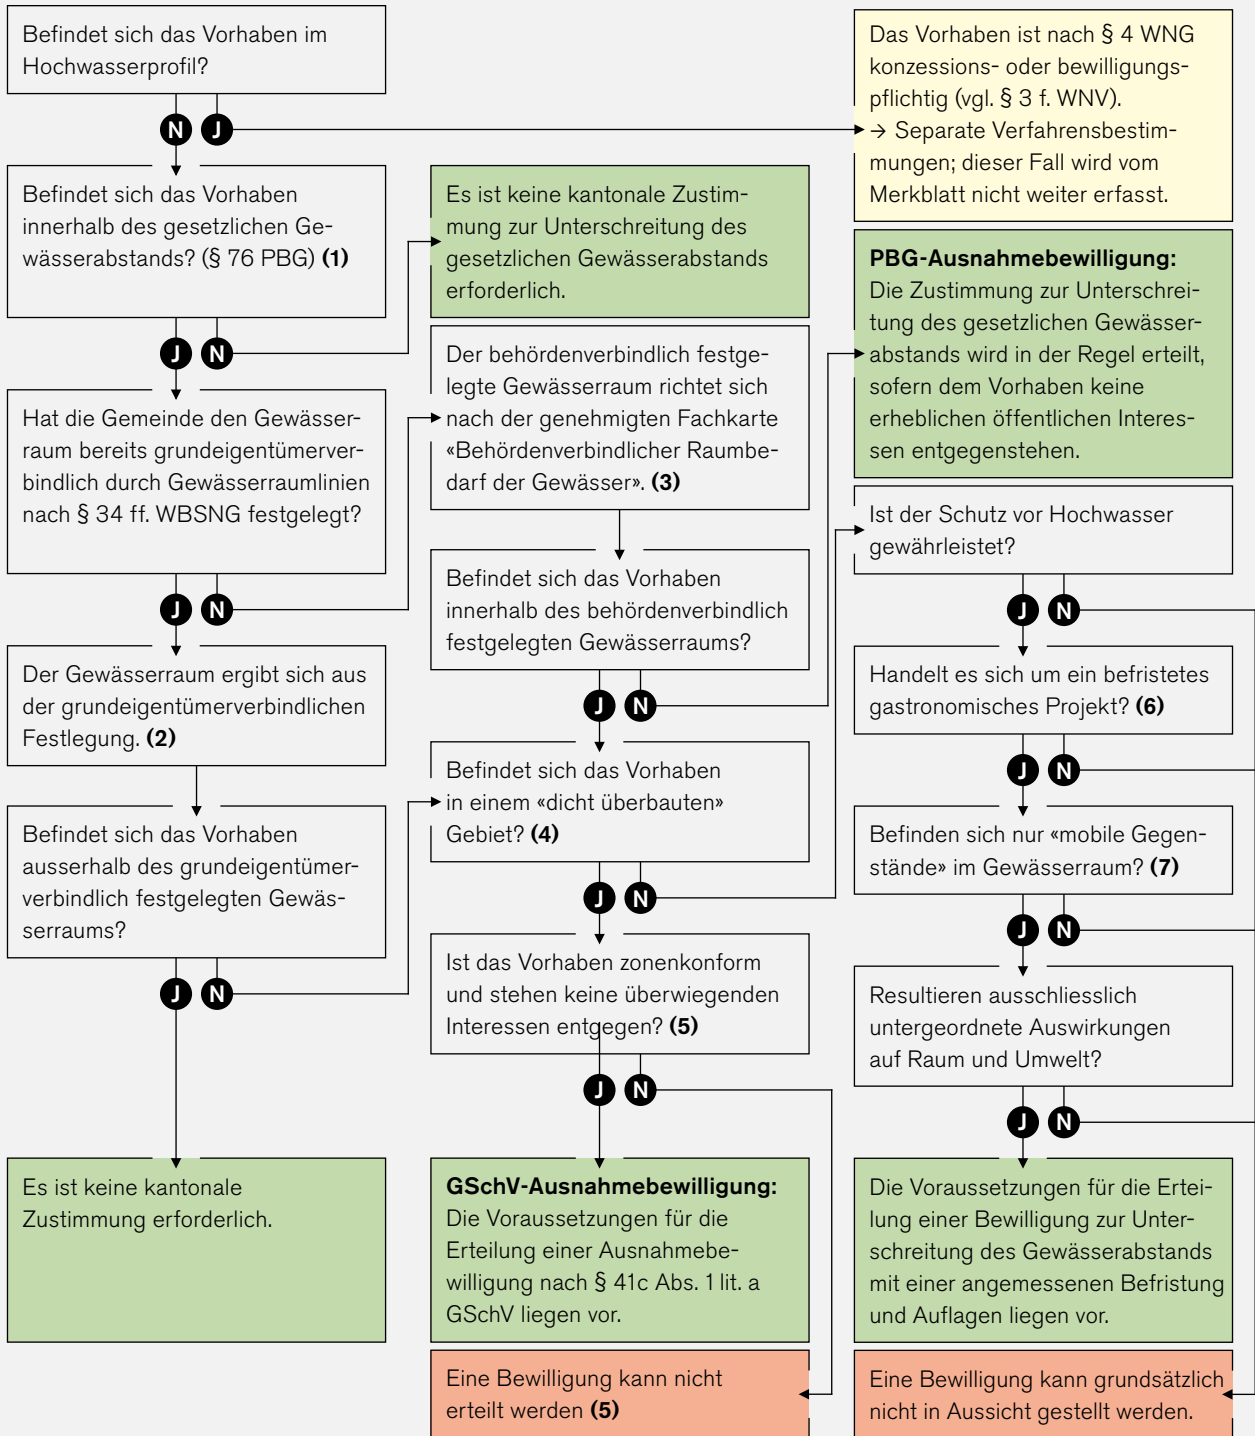 Befindet sich das Vorhaben im
Hochwasserprofil?
N J
Befindet sich das Vorhaben
innerhalb des gesetzlichen Ge-
wässerabstands? (§ 76 PBG) (1)
J N
Hat die Gemeinde den Gewässer-
raum bereits grundeigentümerver-
bindlich durch Gewässerraumlinien
nach § 34 ff. WBSNG festgelegt?
J N
Der Gewässerraum ergibt sich aus
der grundeigentümerverbindlichen
Festlegung. (2)
Befindet sich das Vorhaben
ausserhalb des grundeigentümer-
verbindlich festgelegten Gewäs-
serraums?
J N
Es ist keine kantonale
Zustimmung erforderlich.
Es ist keine kantonale Zustim-
mung zur Unterschreitung des
gesetzlichen Gewässerabstands
erforderlich.
Der behördenverbindlich festge-
legte Gewässerraum richtet sich
nach der genehmigten Fachkarte
«Behördenverbindlicher Raumbe-
darf der Gewässer». (3)
Befindet sich das Vorhaben
innerhalb des behördenverbindlich
festgelegten Gewässerraums?
J N
Befindet sich das Vorhaben
in einem «dicht überbauten»
Gebiet? (4)
J N
Ist das Vorhaben zonenkonform
und stehen keine überwiegenden
Interessen entgegen? (5)
J N
GSchV-Ausnahmebewilligung:
Die Voraussetzungen für die
Erteilung einer Ausnahmebe-
willigung nach § 41c Abs. 1 lit. a
GSchV liegen vor.
Eine Bewilligung kann nicht
erteilt werden (5)
Das Vorhaben ist nach § 4 WNG
konzessions- oder bewilligungs-
pflichtig (vgl. § 3 f. WNV).
→ Separate Verfahrensbestim-
mungen; dieser Fall wird vom
Merkblatt nicht weiter erfasst.
PBG-Ausnahmebewilligung:
Die Zustimmung zur Unterschrei-
tung des gesetzlichen Gewässer-
abstands wird in der Regel erteilt,
sofern dem Vorhaben keine
erheblichen öffentlichen Interes-
sen entgegenstehen.
Ist der Schutz vor Hochwasser
gewährleistet?
J N
Handelt es sich um ein befristetes
gastronomisches Projekt? (6)
J N
Befinden sich nur «mobile Gegen-
stände» im Gewässerraum? (7)
J N
Resultieren ausschliesslich
untergeordnete Auswirkungen
auf Raum und Umwelt?
J N
Die Voraussetzungen für die Ertei-
lung einer Bewilligung zur Unter-
schreitung des Gewässerabstands
mit einer angemessenen Befristung
und Auflagen liegen vor.
Eine Bewilligung kann grundsätzlich
nicht in Aussicht gestellt werden.